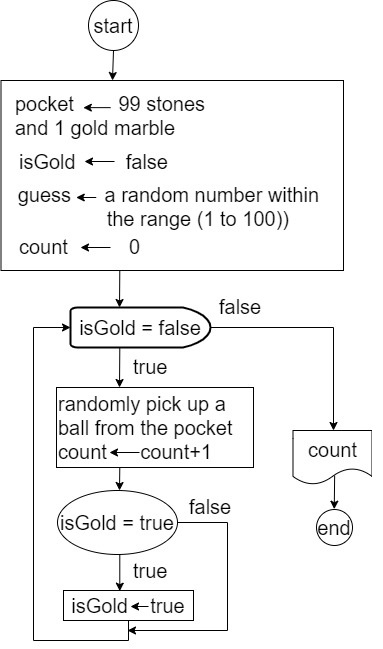 start
pocket ← 99 stones
and 1 gold marble
isGold ← false
guess ← a random number within
the range (1 to 100))
count ← 0
isGold = false
false
true
randomly pick up a
ball from the pocket
count ← count+1
count
isGold = true
false
end
true
isGold ← true